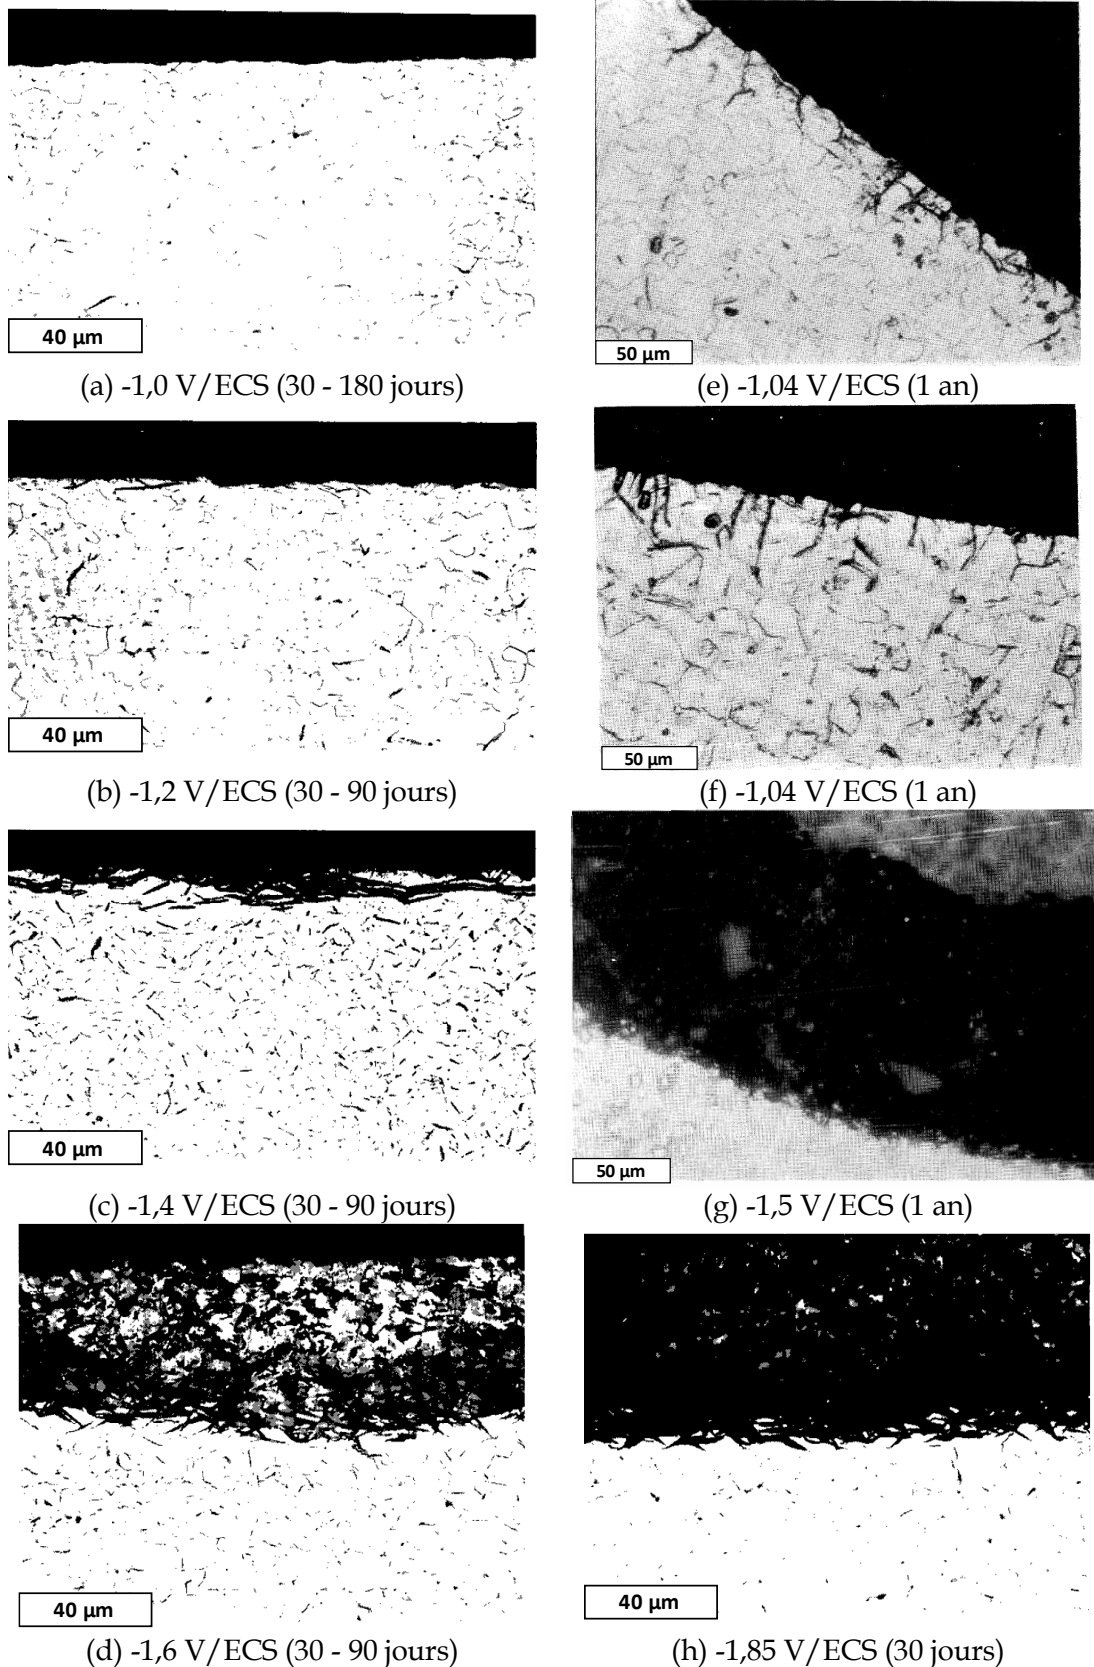 40 µm
50 µm
(a) -1,0 V/ECS (30 - 180 jours)
(e) -1,04 V/ECS (1 an)
40 µm
50 µm
(b) -1,2 V/ECS (30 - 90 jours)
(f) -1,04 V/ECS (1 an)
40 µm
50 µm
(c) -1,4 V/ECS (30 - 90 jours)
(g) -1,5 V/ECS (1 an)
40 µm
40 µm
(d) -1,6 V/ECS (30 - 90 jours)
(h) -1,85 V/ECS (30 jours)